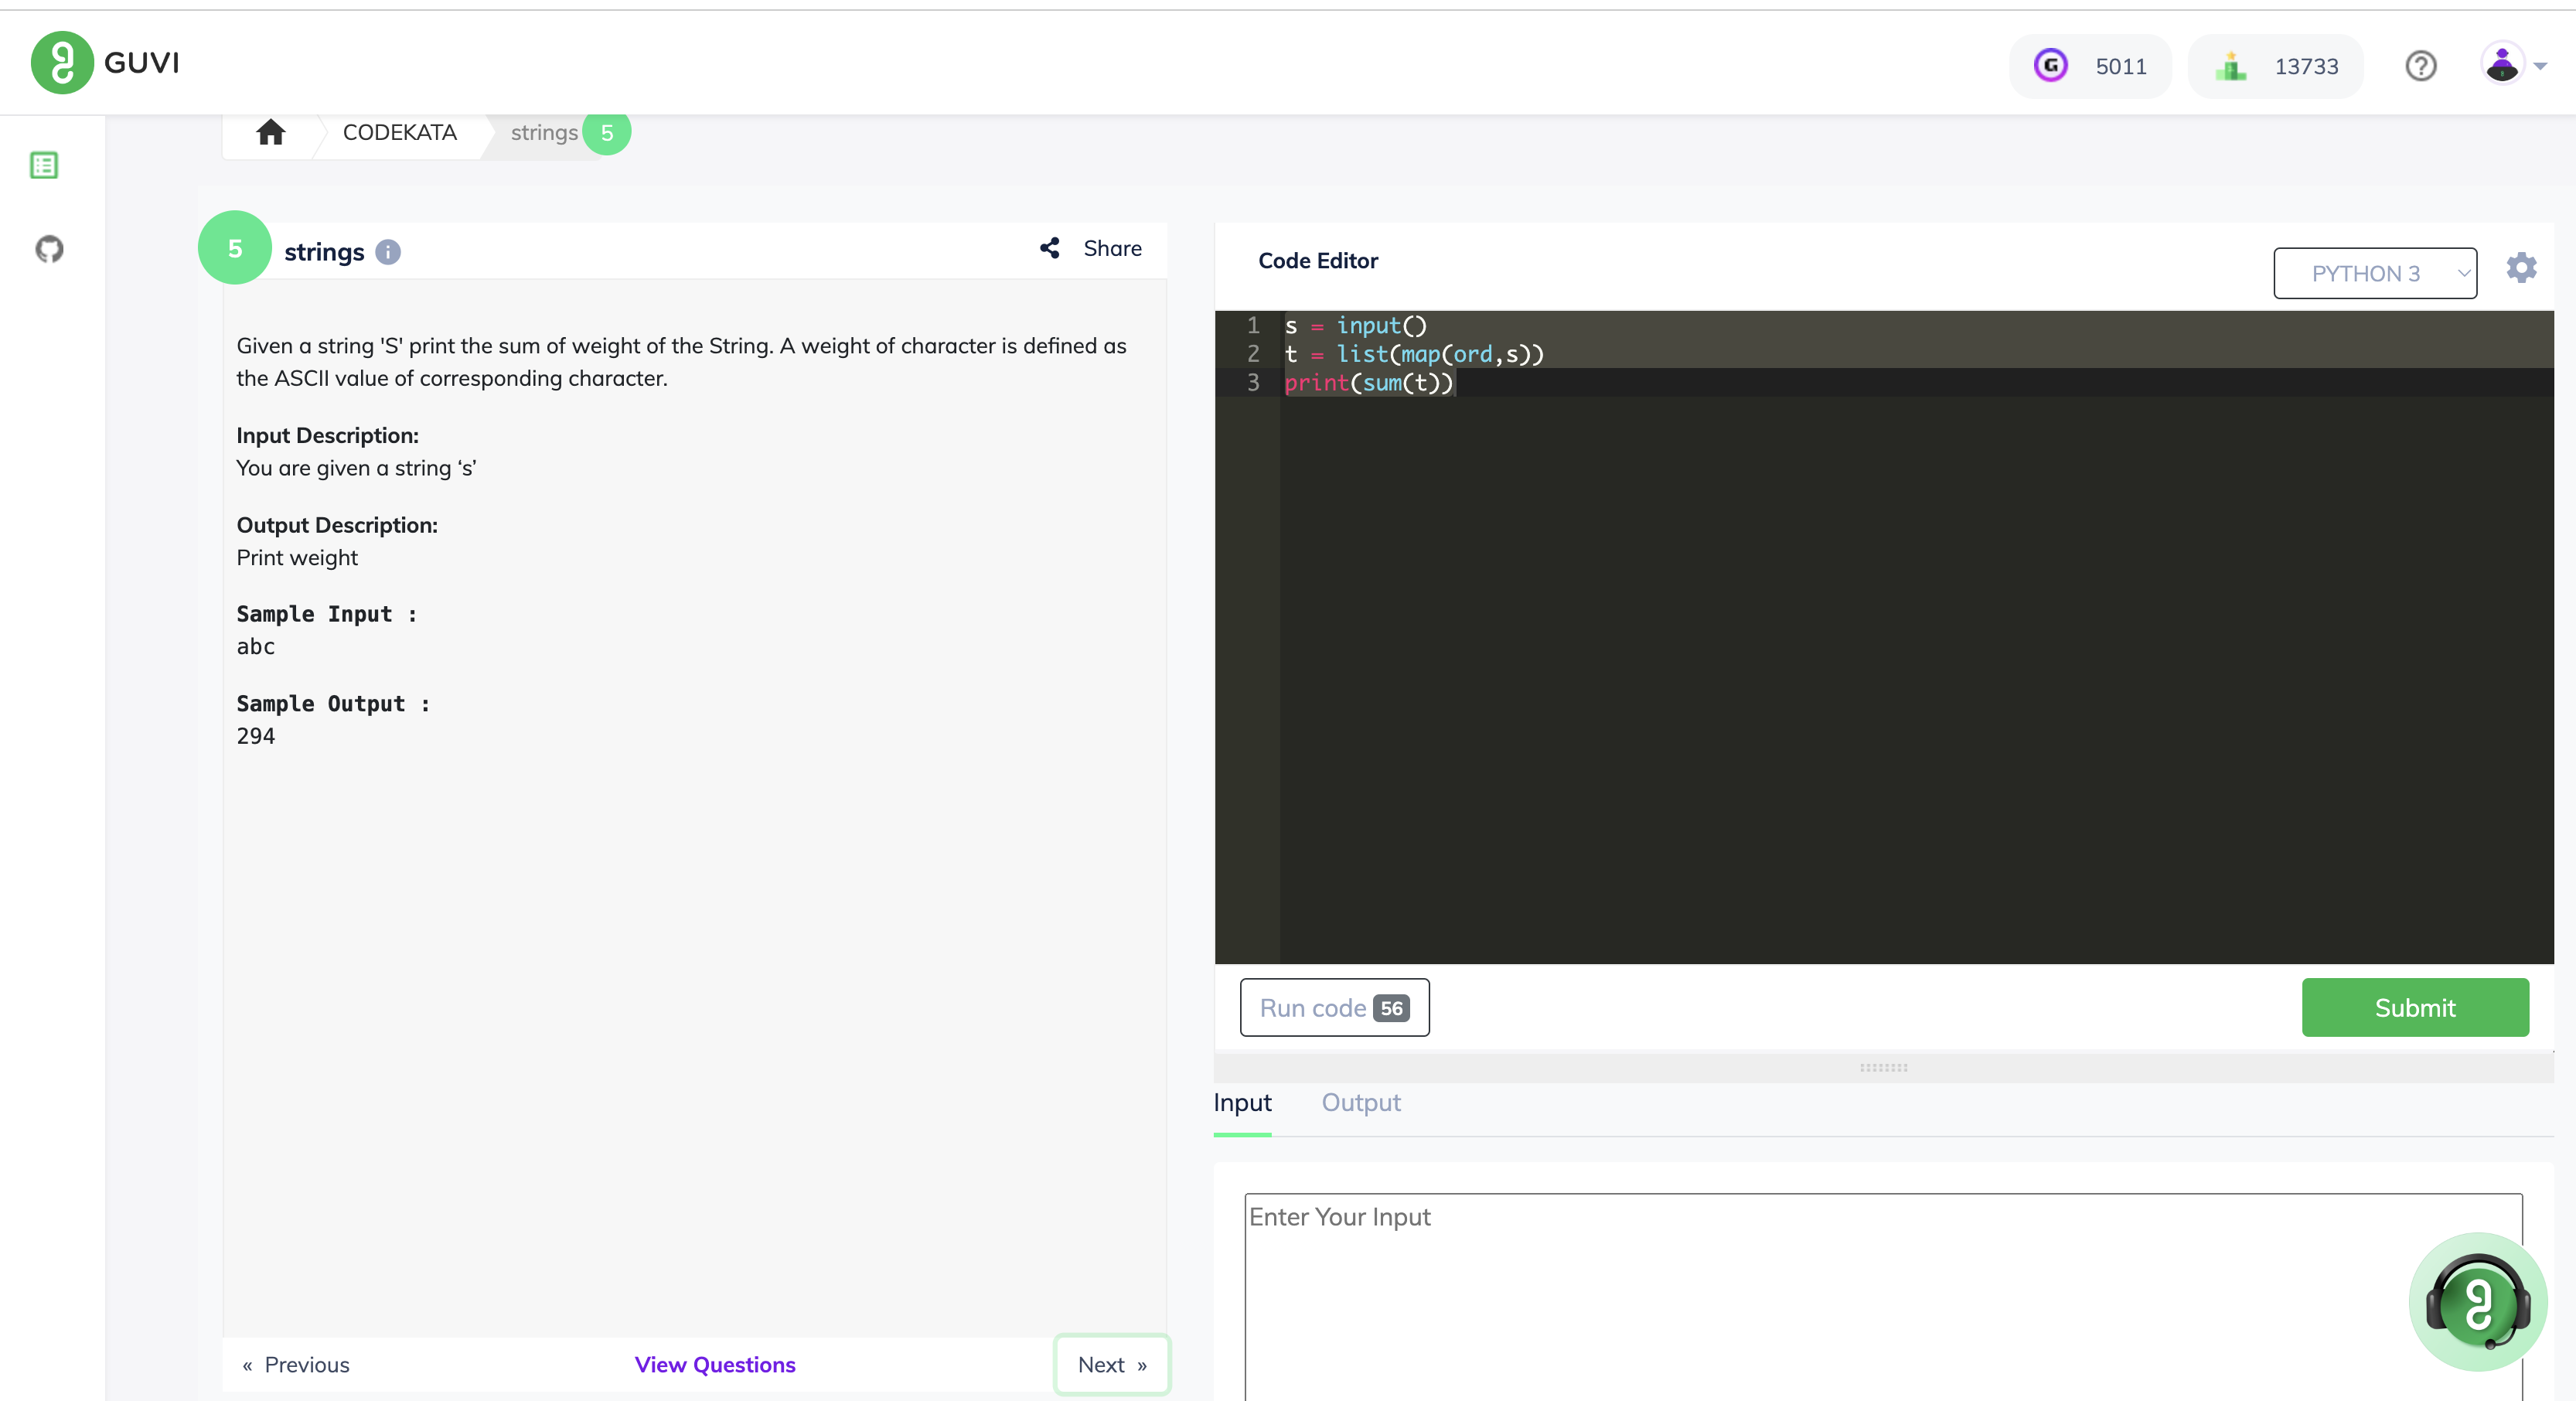 GUVI
5011
13733
CODEKATA
strings 5
5 strings
Share
Given a string 'S' print the sum of weight of the String. A weight of character is defined as
the ASCII value of corresponding character.
Input Description:
You are given a string ‘s’
Output Description:
Print weight
Sample Input :
abc
Sample Output :
294
« Previous
View Questions
Next »
Code Editor
PYTHON 3
1 s = input()
2 t = list(map(ord,s))
3 print(sum(t))
Run code 56
Submit
Input
Output
Enter Your Input